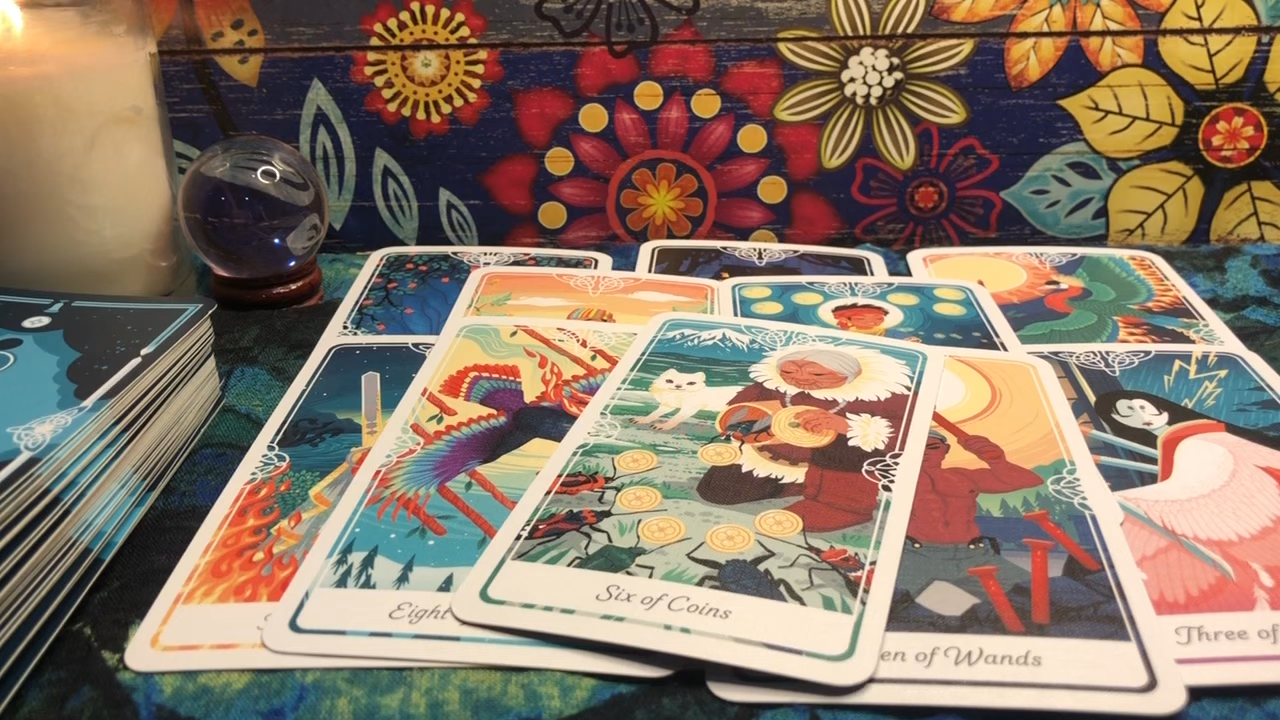 Eight
Six of Coins
en of Wands
Three of